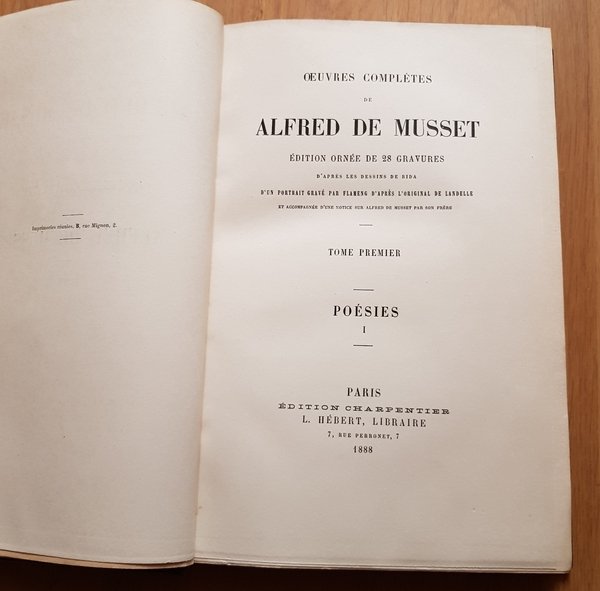 Imprimeries réunies, B, rue Mignon, 2.
ŒUVRES COMPLÈTES
DE
ALFRED DE MUSSET
ÉDITION ORNÉE DE 28 GRAVURES
D'APRÈS LES DESSINS DE BIDA
D'UN PORTRAIT GRAVÉ PAR FLAMENG D'APRÈS L'ORIGINAL DE LANDELLE
ET ACCOMPAGNÉE D'UNE NOTICE SUR ALFRED DE MUSSET PAR SON FRÈRE
TOME PREMIER
POÉSIES
I
PARIS
ÉDITION CHARPENTIER
L. HÉBERT, LIBRAIRE
7, RUE PERRONET, 7
1888